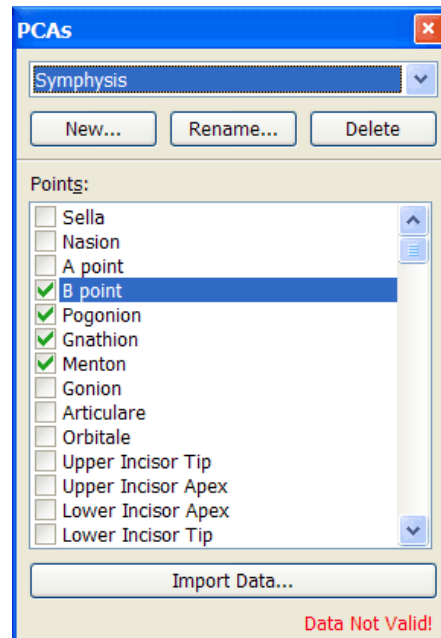 PCAs
Symphysis
New... Rename... Delete
Points:
Sella
Nasion
A point
B point
Pogonion
Gnathion
Menton
Gonion
Articulare
Orbitale
Upper Incisor Tip
Upper Incisor Apex
Lower Incisor Apex
Lower Incisor Tip
Import Data...
Data Not Valid!